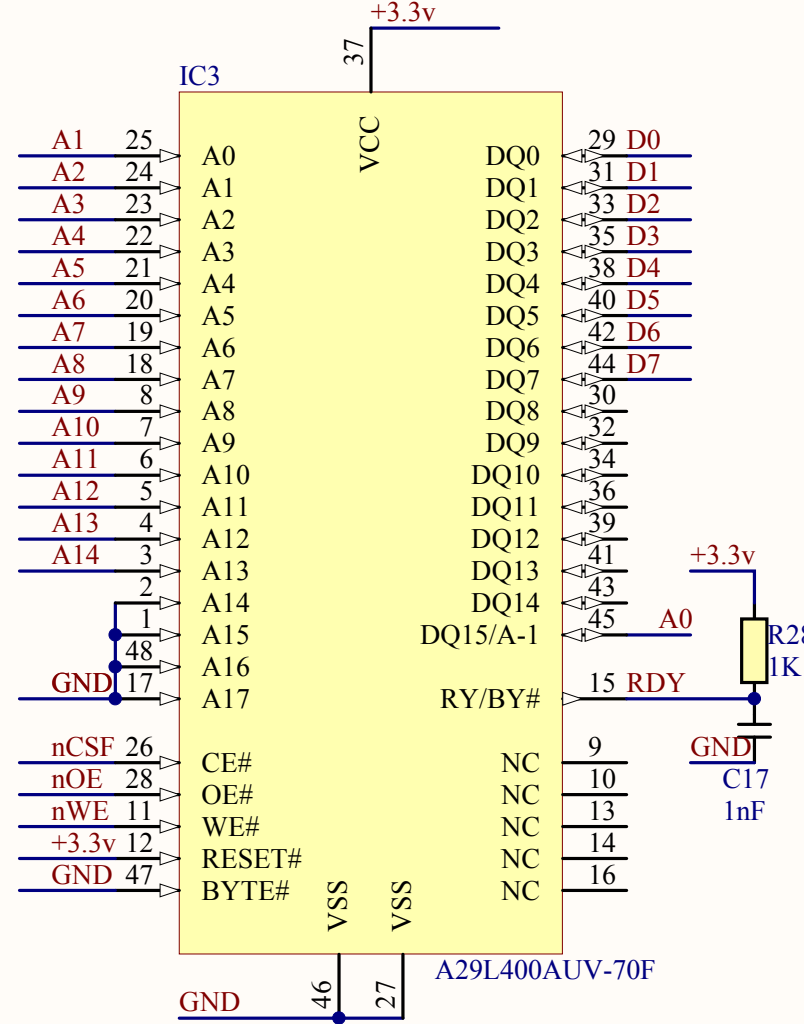 +3.3v
37
IC3
VCC
A1 25 A0 DQ0 29 D0
A2 24 A1 DQ1 31 D1
A3 23 A2 DQ2 33 D2
A4 22 A3 DQ3 35 D3
A5 21 A4 DQ4 38 D4
A6 20 A5 DQ5 40 D5
A7 19 A6 DQ6 42 D6
A8 18 A7 DQ7 44 D7
A9 8 A8 DQ8 30
A10 7 A9 DQ9 32
A11 6 A10 DQ10 34
A12 5 A11 DQ11 36
A13 4 A12 DQ12 39
A14 3 A13 DQ13 41 +3.3v
2 A14 DQ14 43
1 A15 DQ15/A-1 45 A0 R28
48 A16 1K
GND 17 A17 RY/BY# 15 RDY
nCSF 26 CE# NC 9 GND
nOE 28 OE# NC 10 C17
nWE 11 WE# NC 13 1nF
+3.3v 12 RESET# NC 14
GND 47 BYTE# NC 16
VSS VSS
A29L400AUV-70F
GND 46 27